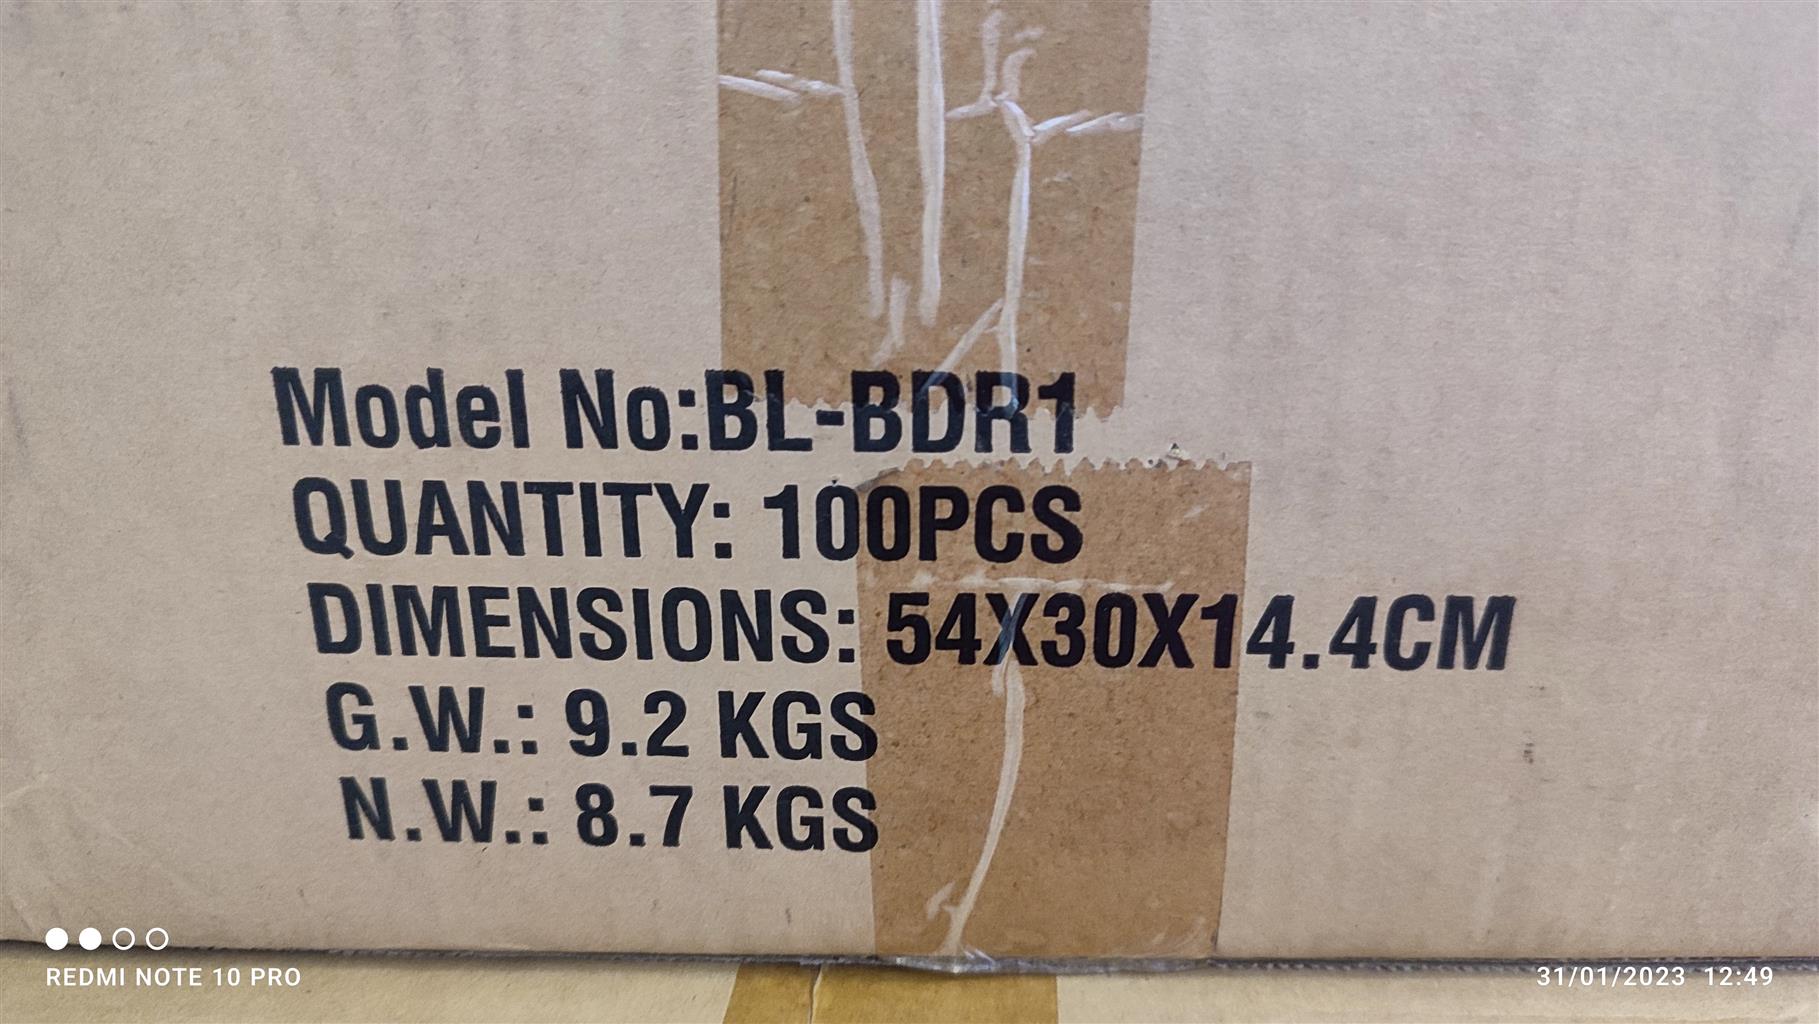 Model No:BL-BDR1
QUANTITY: 100PCS
DIMENSIONS: 54X30X14.4CM
G.W.: 9.2 KGS
N.W.: 8.7 KGS
REDMI NOTE 10 PRO
31/01/2023 12:49